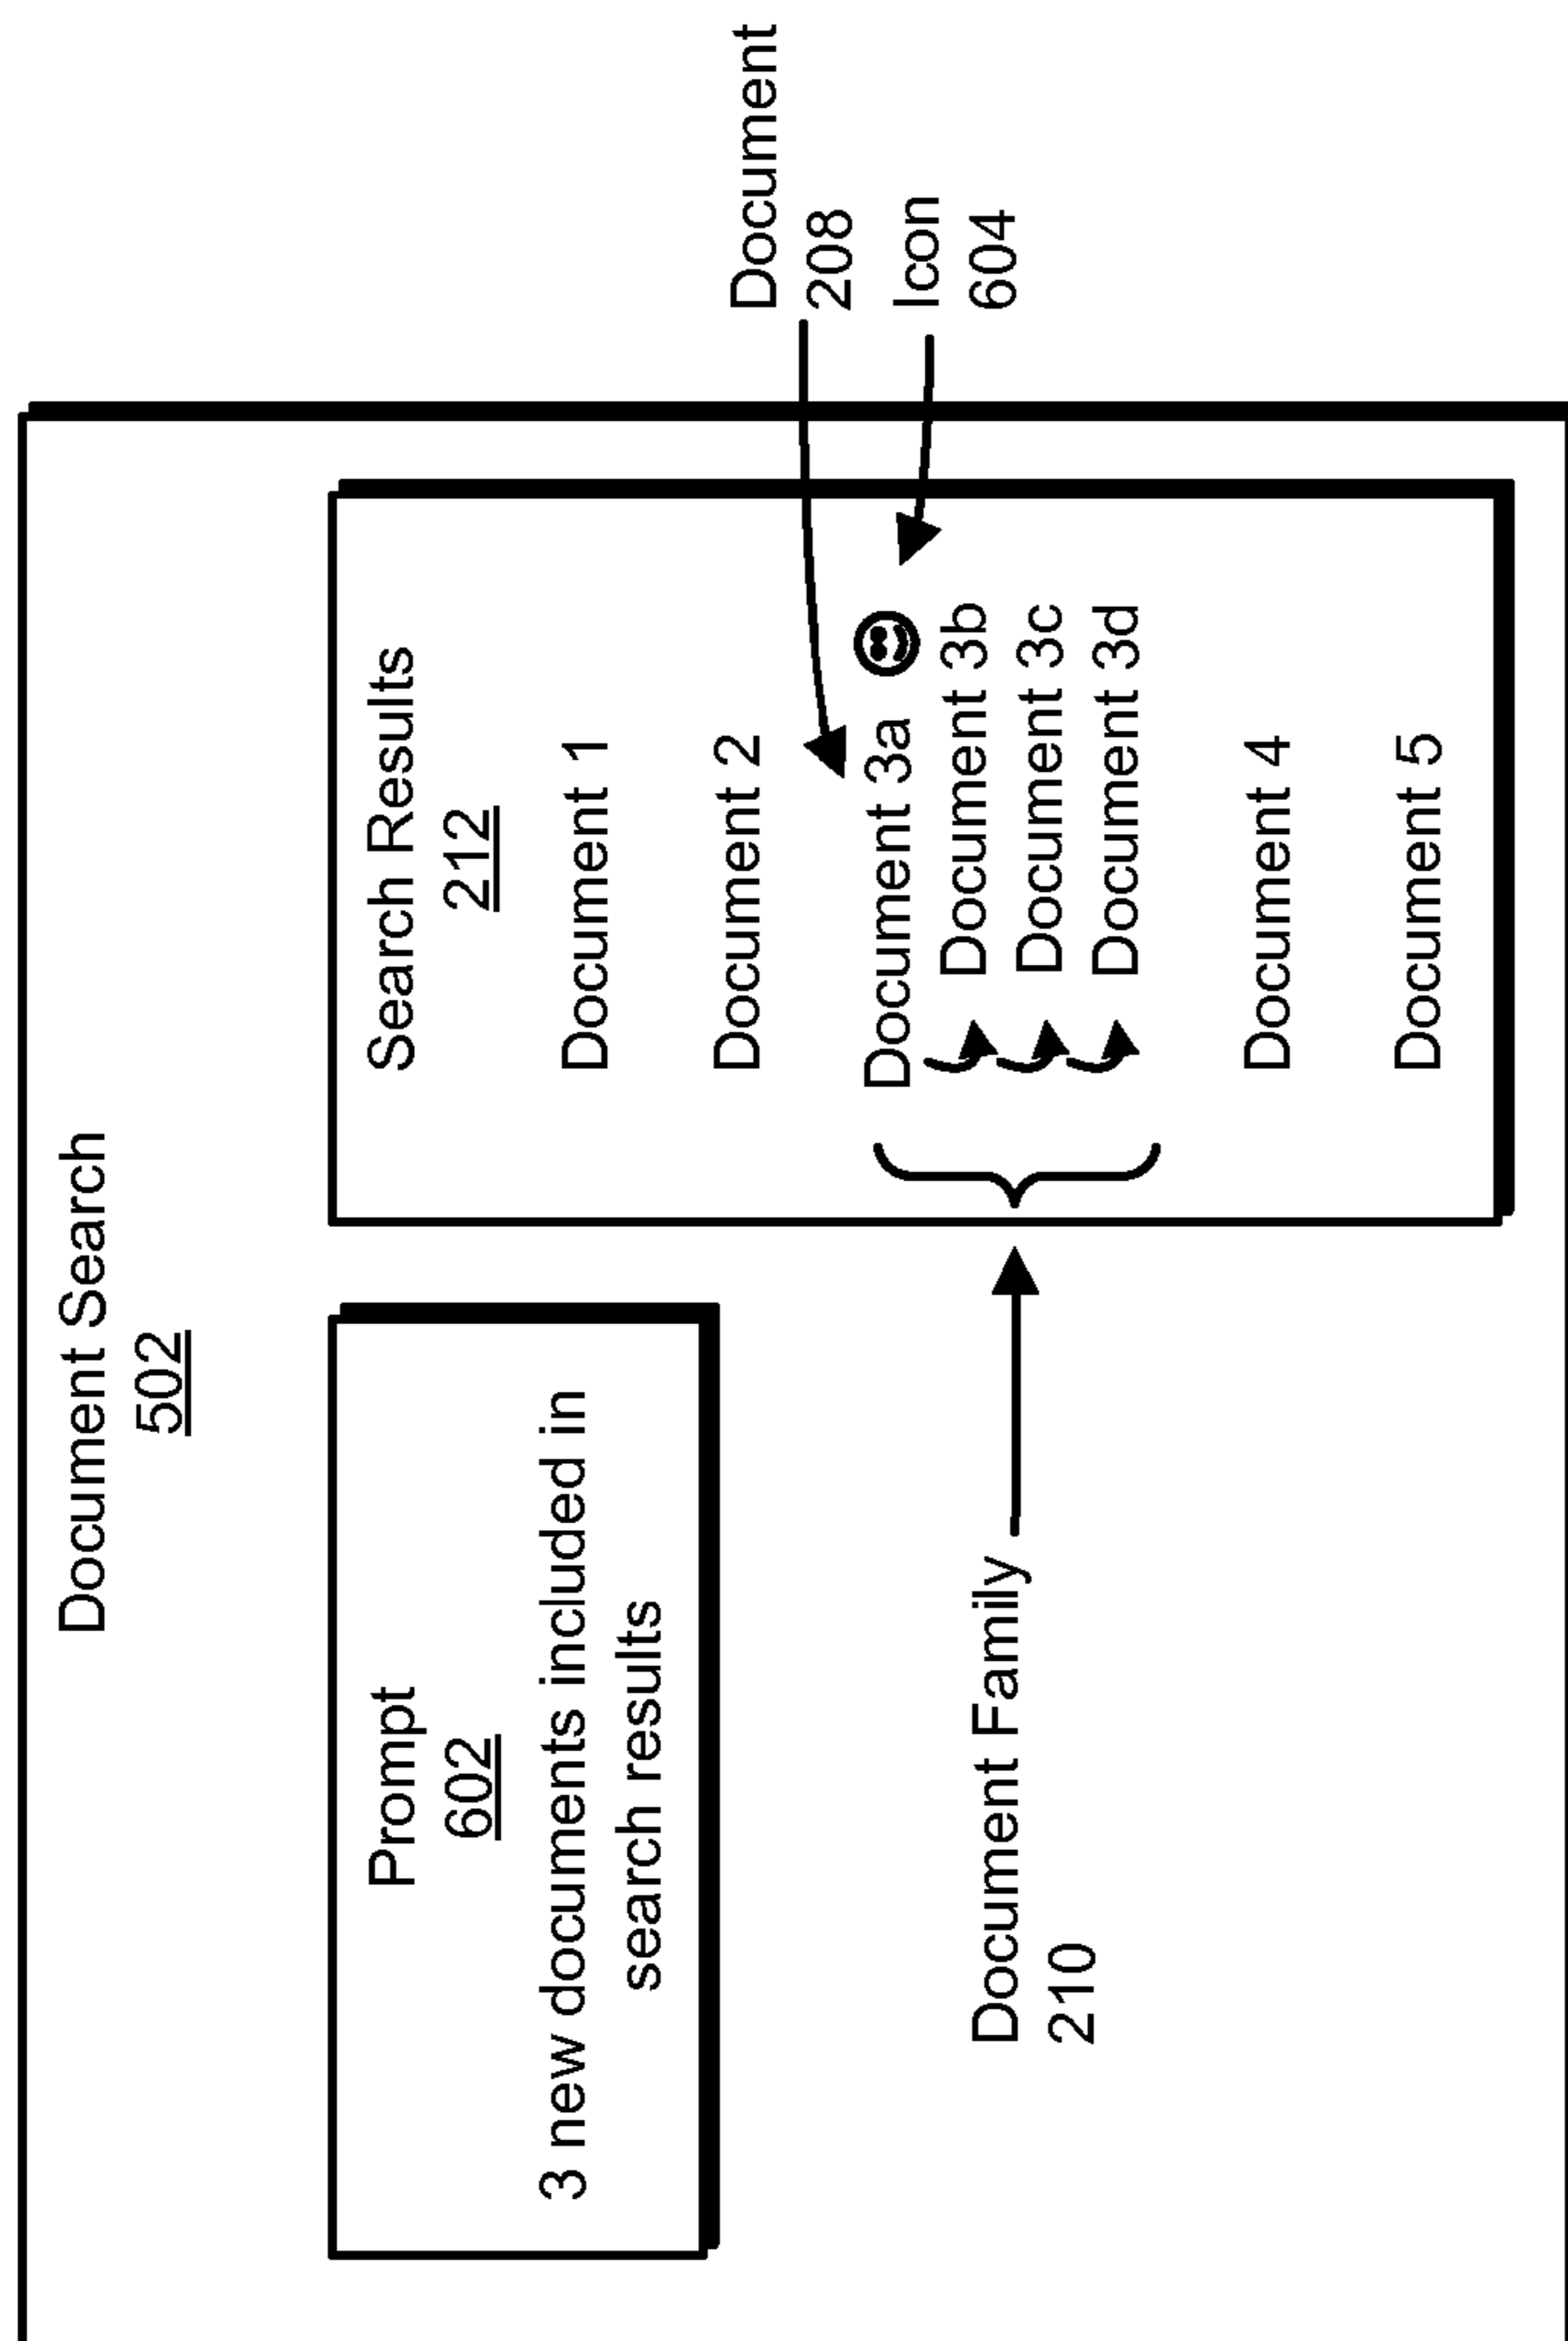 Document Search
502
Prompt
602
3 new documents included in
search results
Document Family
210
Search Results
212
Document 1
Document 2
Document 3a
Document 3b
Document 3c
Document 3d
Document 4
Document 5
Document
208
Icon
604